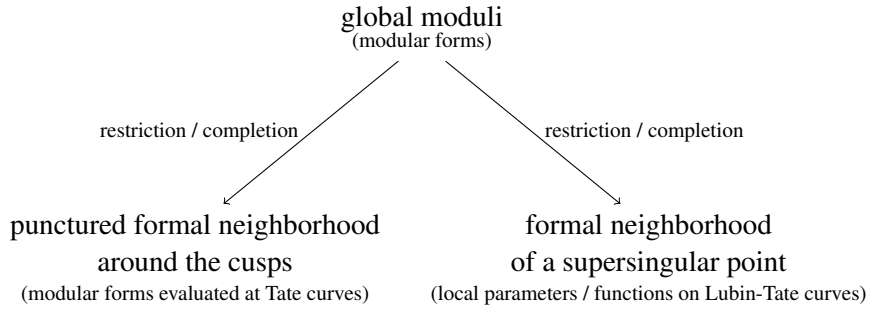 global moduli
(modular forms)
restriction / completion
restriction / completion
punctured formal neighborhood
around the cusps
(modular forms evaluated at Tate curves)
formal neighborhood
of a supersingular point
(local parameters / functions on Lubin-Tate curves)